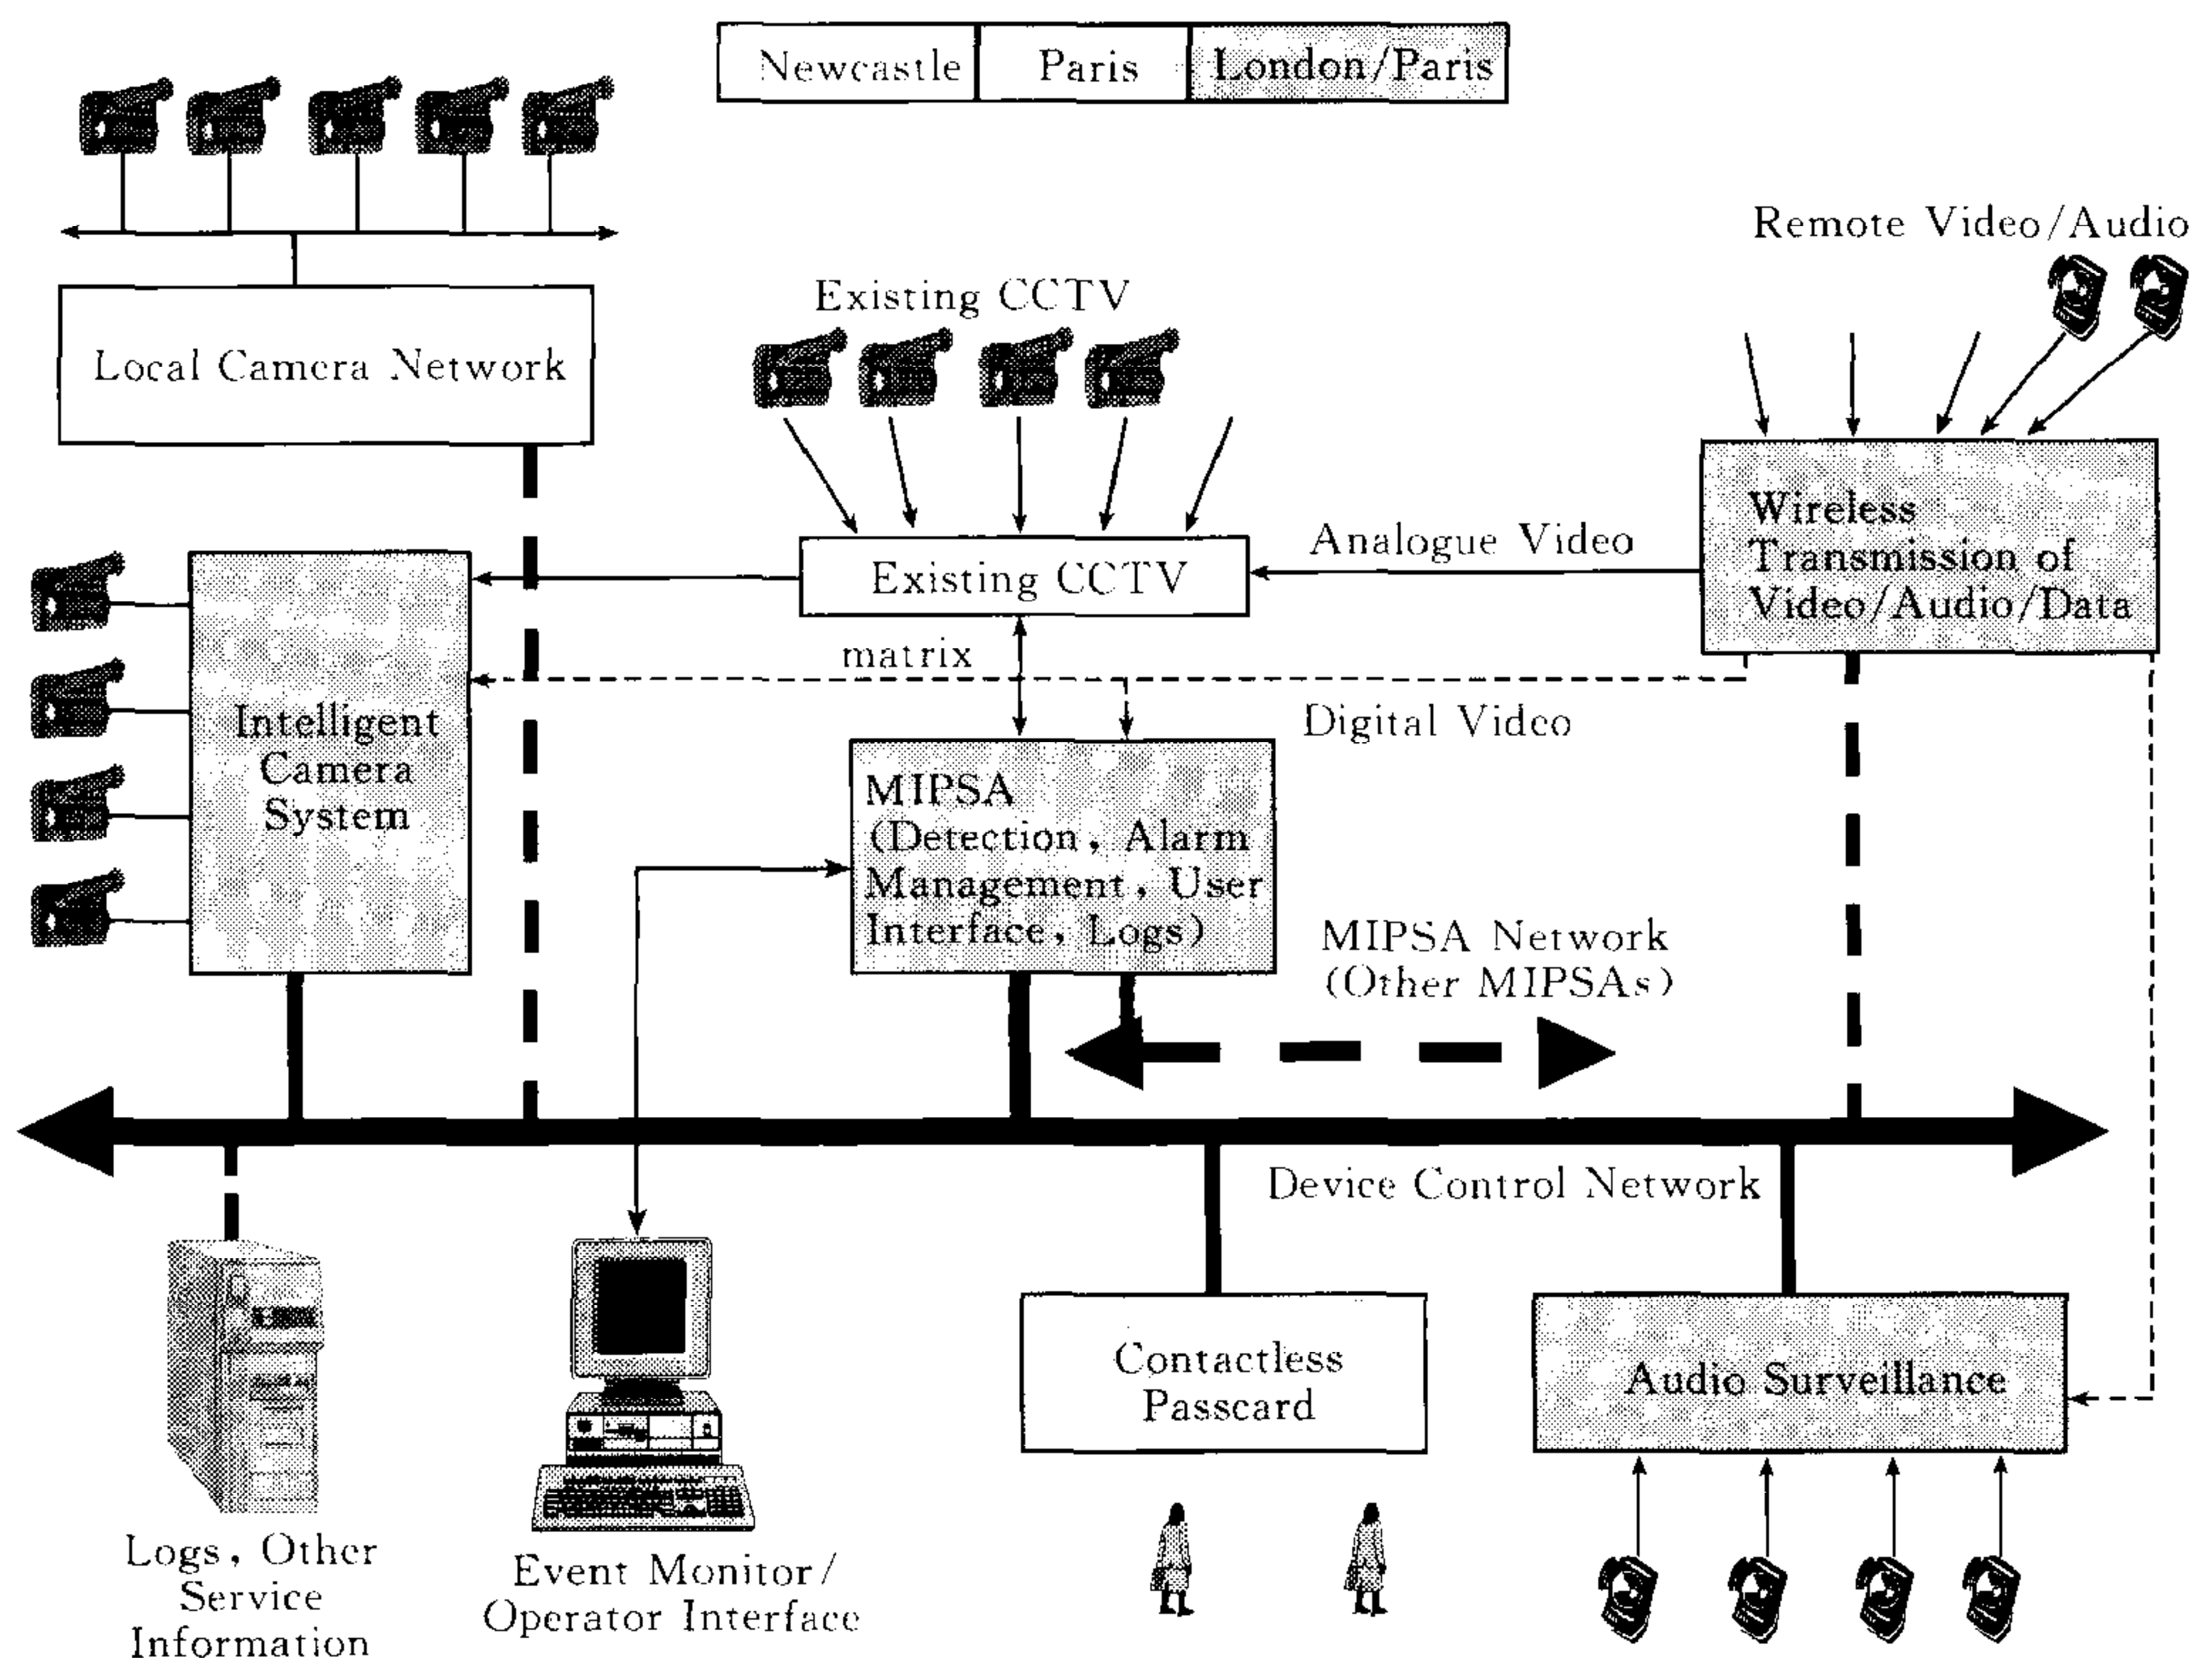 Newcastle
Paris
London/Paris
Remote Video/Audio
Existing CCTV
Local Camera Network
Wireless
Transmission of
Video/Audio/Data
Analogue Video
Existing CCTV
matrix
Digital Video
Intelligent
Camera
System
MIPSA
(Detection, Alarm
Management, User
Interface, Logs)
MIPSA Network
(Other MIPSAs)
Device Control Network
Contactless
Passcard
Audio Surveillance
Logs, Other
Service
Information
Event Monitor/
Operator Interface